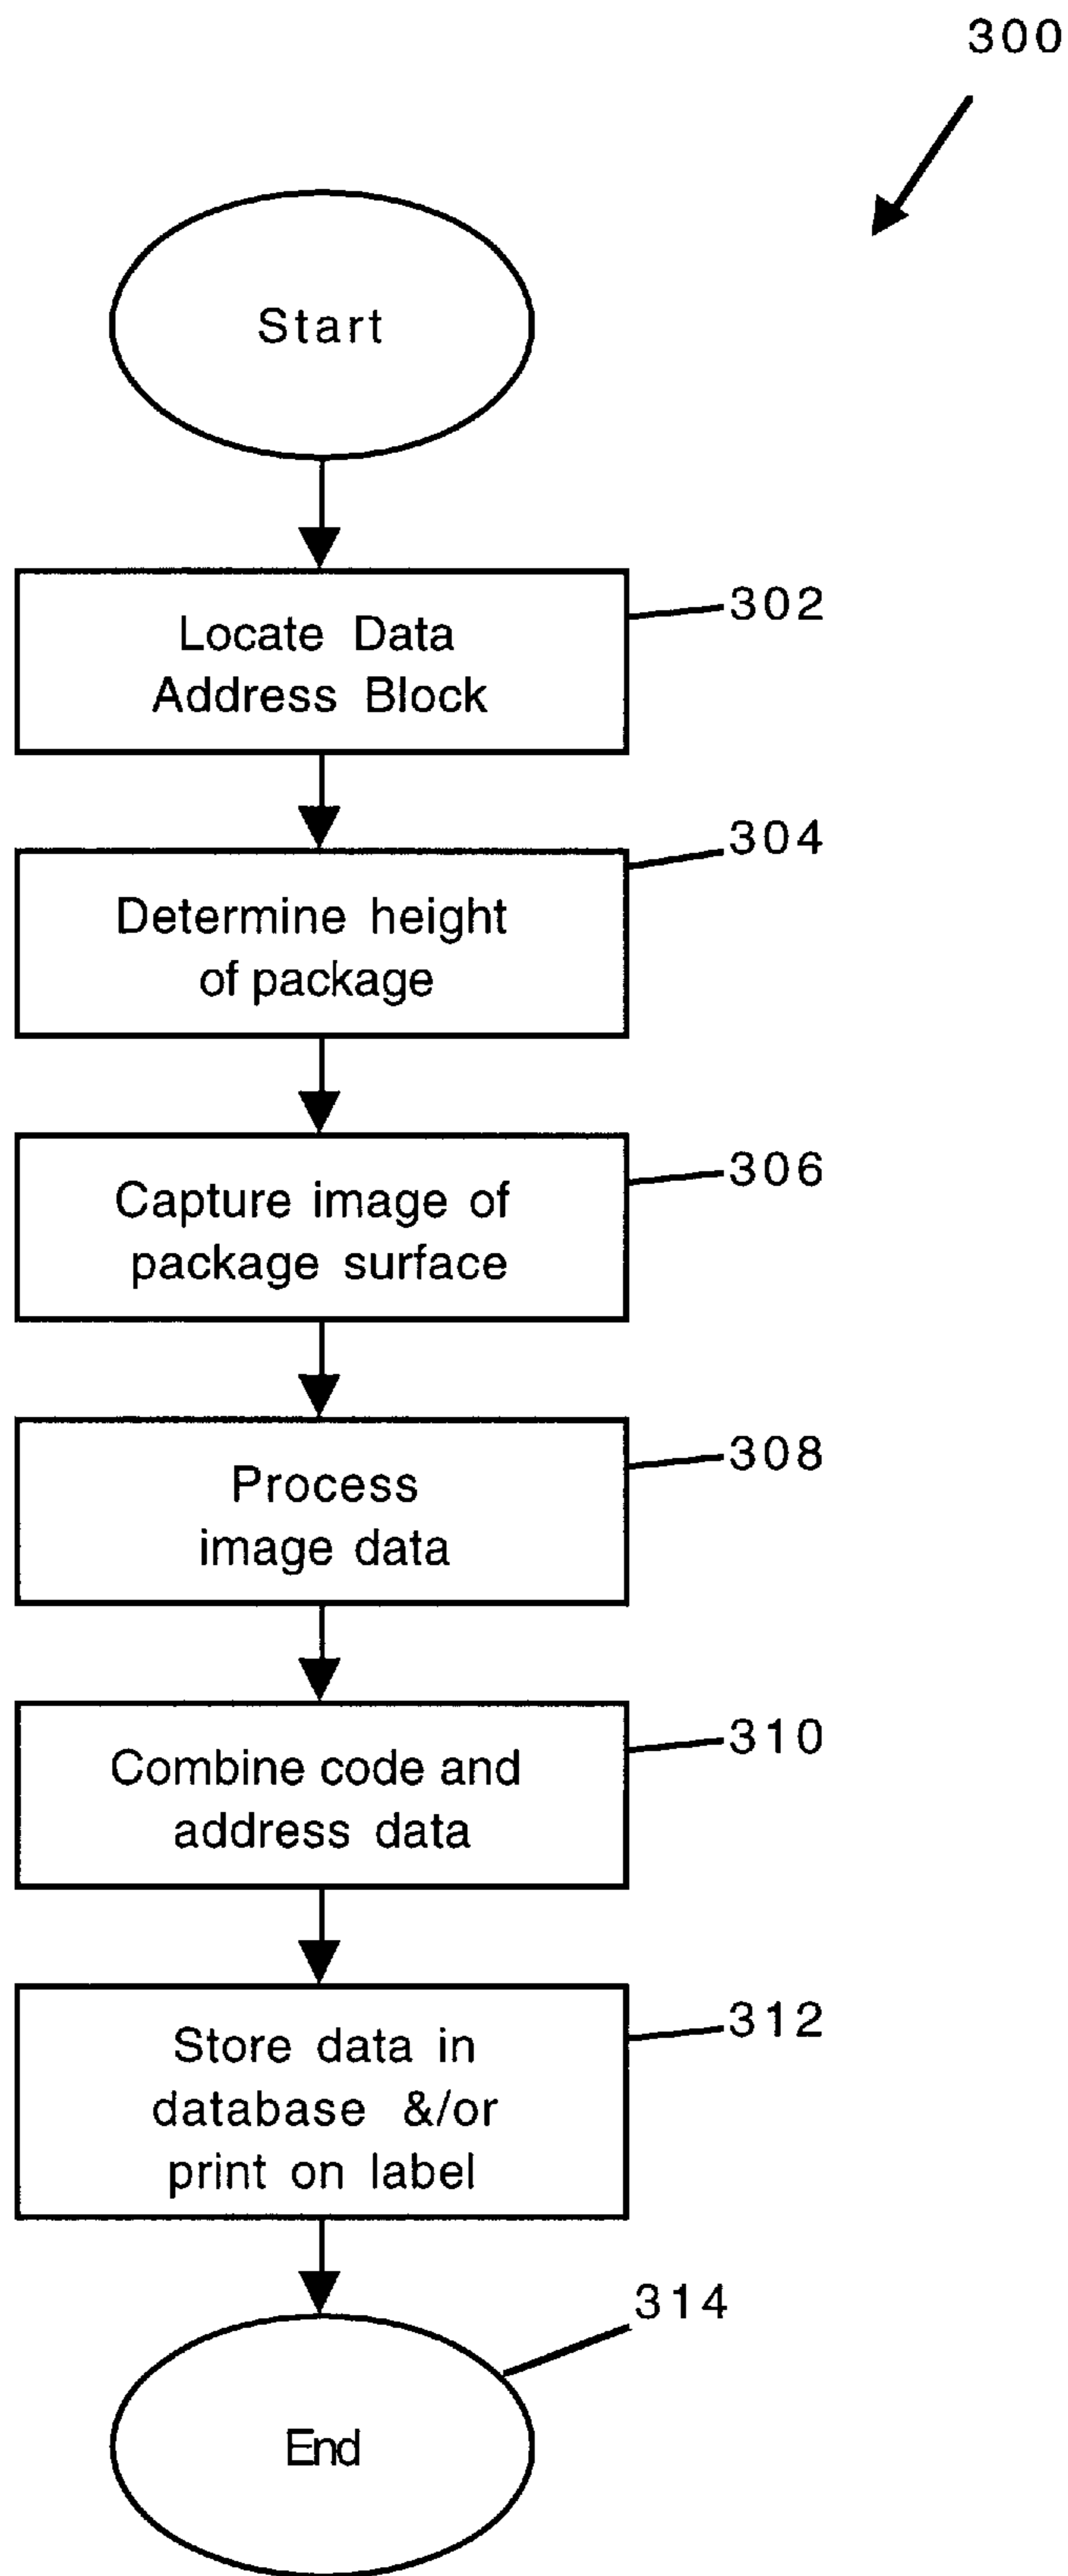 300
Start
302
Locate Data
Address Block
304
Determine height
of package
306
Capture image of
package surface
308
Process
image data
310
Combine code and
address data
312
Store data in
database &/or
print on label
314
End